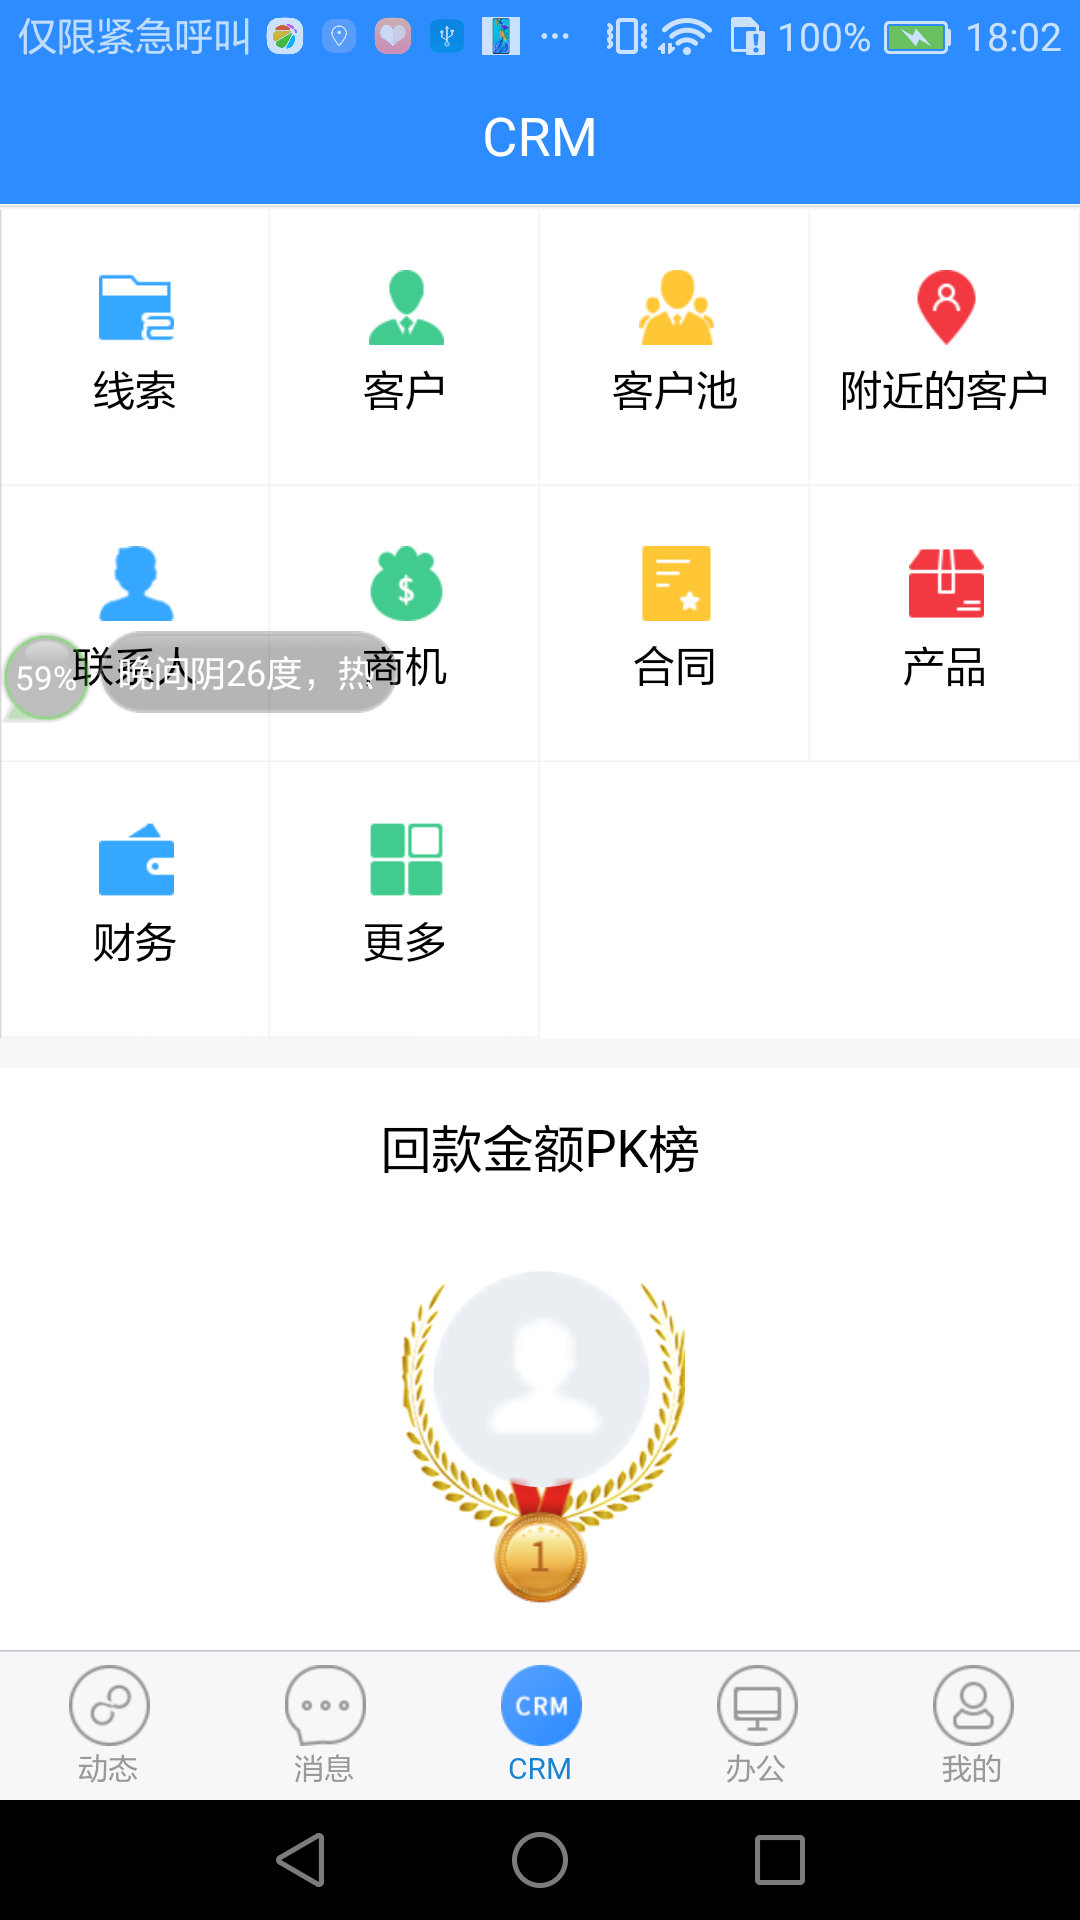 仅限紧急呼叫 ... 100% 18:02
CRM
线索 客户 客户池 附近的客户
联系人 商机 合同 产品
59% 晚间阴26度，热
财务 更多
回款金额PK榜
1
CRM
动态 消息 CRM 办公 我的